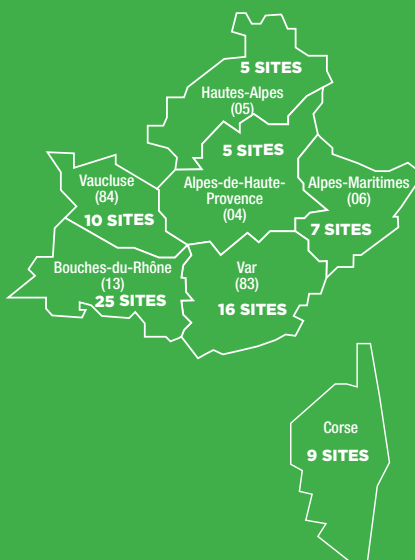 5 SITES
Hautes-Alpes
(05)
5 SITES
Alpes-de-Haute-
Provence
(04)
Vaucluse
(84)
10 SITES
Alpes-Maritimes
(06)
7 SITES
Bouches-du-Rhône
(13)
25 SITES
Var
(83)
16 SITES
Corse
9 SITES